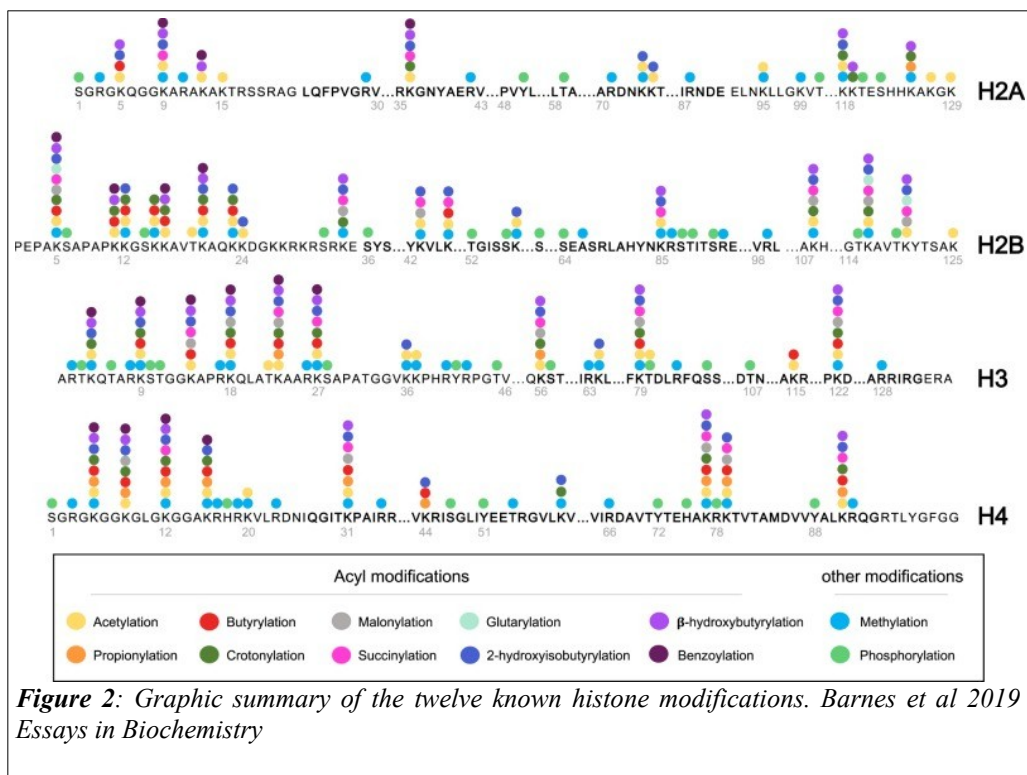 SGRGKQGGKARAKAKTRSSRAG LQFPVGRV...RKGNYAERV...PVYL...LTA...ARDNKKT...IRNDE ELNKLLGKVT...KKTESHHKAKGK H2A
1 5 9 15 30 35 43 48 58 70 87 95 99 118 129
PEPAKSAPAPKKGSKKAVTKAQKKDGKKRKRSRKE SYS...YKVLK...TGISSK...S...SEASRLAHYNKRSTITSRE...VRL ...AKH...GTKAVTKYTSAK H2B
5 12 24 36 42 52 64 85 98 107 114 125
ARTKQTARKSTGGKAPRKQLATKAARKSAPATGGVKKPHRYRPGTV...QKST...IRKL...FKTDLRFQSS...DTN...AKR...PKD...ARRIRGERA H3
9 18 27 36 46 56 63 79 107 115 122 128
SGRGKGGKGLGKGGAKRHRKVLRDNIQGITKPAIRR...VKRISGLIYEETRGVLKV...VIRDAVTYTEHAKRKTVTAMDVVYALKRQGRTLYGFGG H4
1 12 20 31 44 51 66 72 78 88
Acyl modifications other modifications
Acetylation Butyrylation Malonylation Glutarylation β-hydroxybutyrylation Methylation
Propionylation Crotonylation Succinylation 2-hydroxyisobutyrylation Benzoylation Phosphorylation
Figure 2: Graphic summary of the twelve known histone modifications. Barnes et al 2019
Essays in Biochemistry